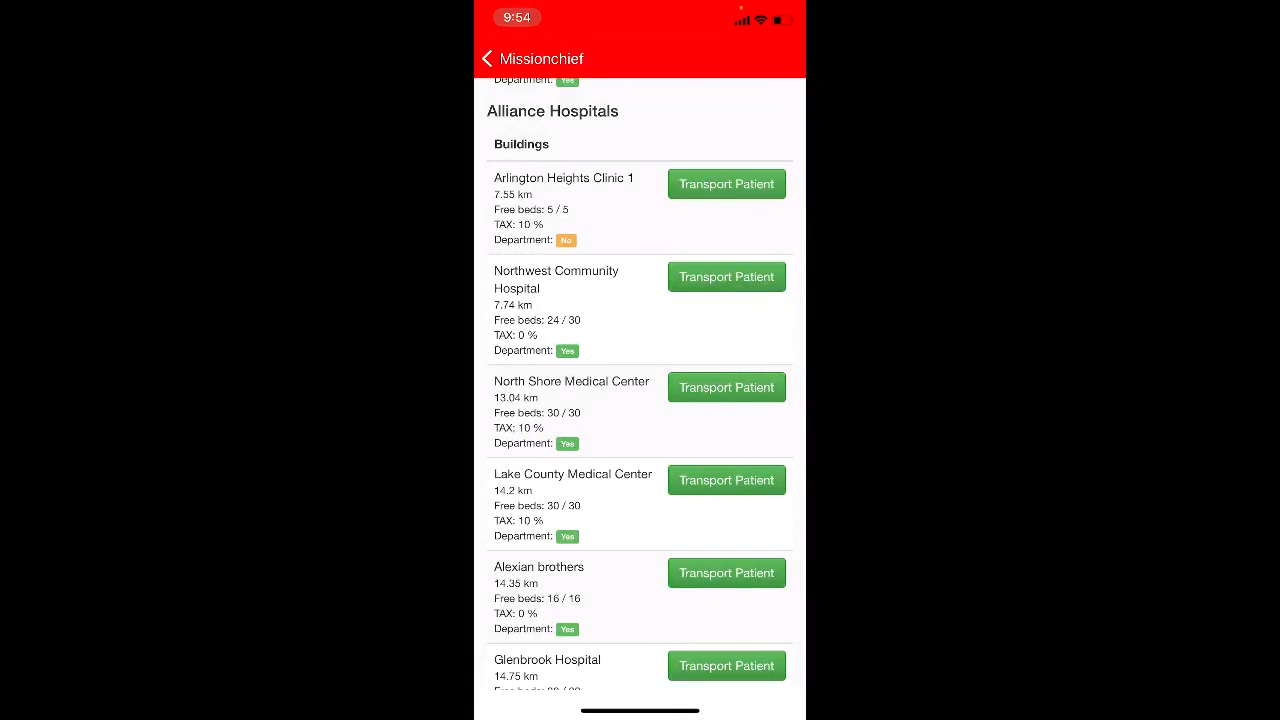 9:54
Missionchief
Department: Yes
Alliance Hospitals
Buildings
Arlington Heights Clinic 1
Transport Patient
7.55 km
Free beds: 5 / 5
TAX: 10 %
Department: No
Northwest Community
Hospital
Transport Patient
7.74 km
Free beds: 24 / 30
TAX: 0 %
Department: Yes
North Shore Medical Center
Transport Patient
13.04 km
Free beds: 30 / 30
TAX: 10 %
Department: Yes
Lake County Medical Center
Transport Patient
14.2 km
Free beds: 30 / 30
TAX: 10 %
Department: Yes
Alexian brothers
Transport Patient
14.35 km
Free beds: 16 / 16
TAX: 0 %
Department: Yes
Glenbrook Hospital
Transport Patient
14.75 km
Free beds: